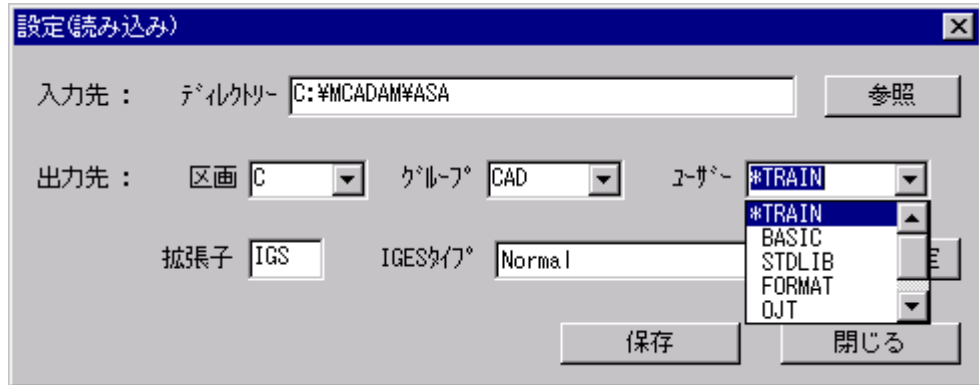 設定(読み込み)
入力先： ﾃﾞｨﾚｸﾄﾘｰ C:¥MCADAM¥ASA 参照
出力先： 区画 C ｸﾞﾙｰﾌﾟ CAD ﾕｰｻﾞｰ *TRAIN
*TRAIN
BASIC
STDLIB
FORMAT
OJT
拡張子 IGS IGESﾀｲﾌﾟ Normal
保存 閉じる